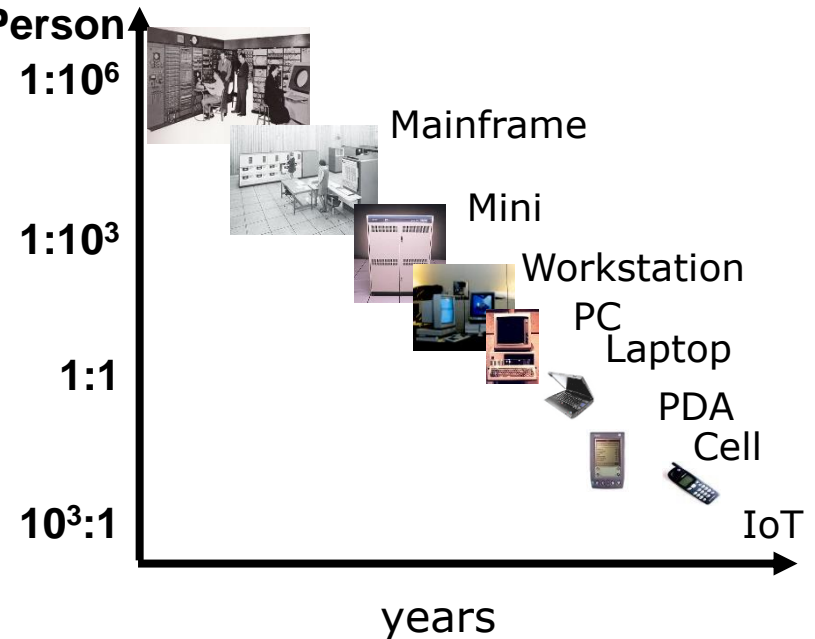 Person
1:10⁶
Mainframe
Mini
1:10³
Workstation
PC
Laptop
1:1
PDA
Cell
10³:1
IoT
years